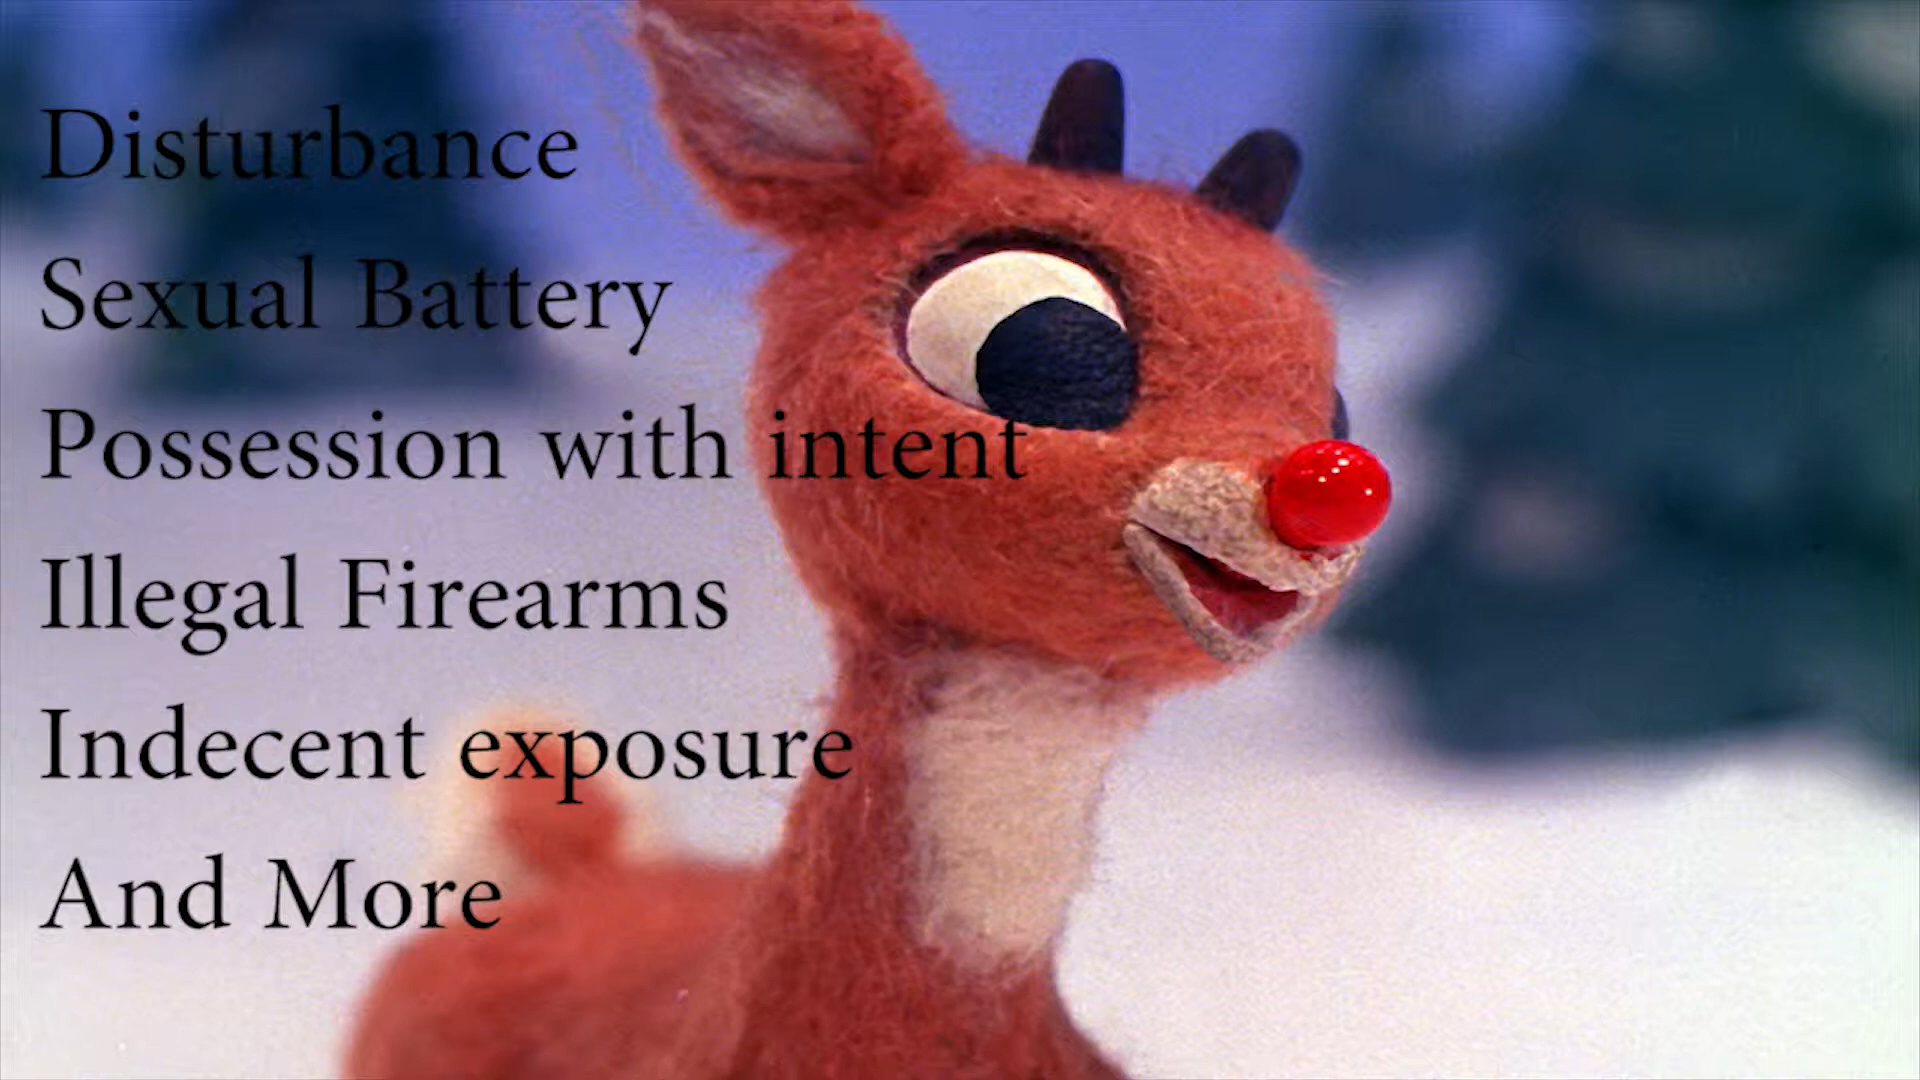 Disturbance
Sexual Battery
Possession with intent
Illegal Firearms
Indecent exposure
And More